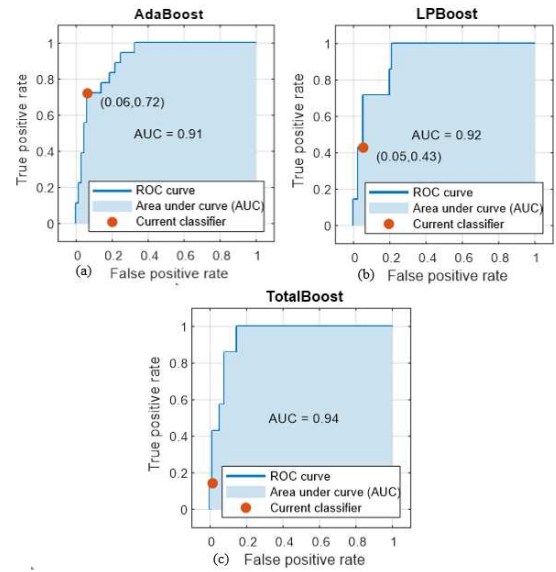 AdaBoost
1
0.8
0.6
0.4
0.2
0
True positive rate
(0.06,0.72)
AUC = 0.91
ROC curve
Area under curve (AUC)
Current classifier
0 0.2 0.4 0.6 0.8 1
(a) False positive rate
LPBoost
1
0.8
0.6
0.4
0.2
0
True positive rate
AUC = 0.92
(0.05,0.43)
ROC curve
Area under curve (AUC)
Current classifier
0 0.2 0.4 0.6 0.8 1
(b) False positive rate
TotalBoost
1
0.8
0.6
0.4
0.2
0
True positive rate
AUC = 0.94
ROC curve
Area under curve (AUC)
Current classifier
0 0.2 0.4 0.6 0.8 1
(c) False positive rate